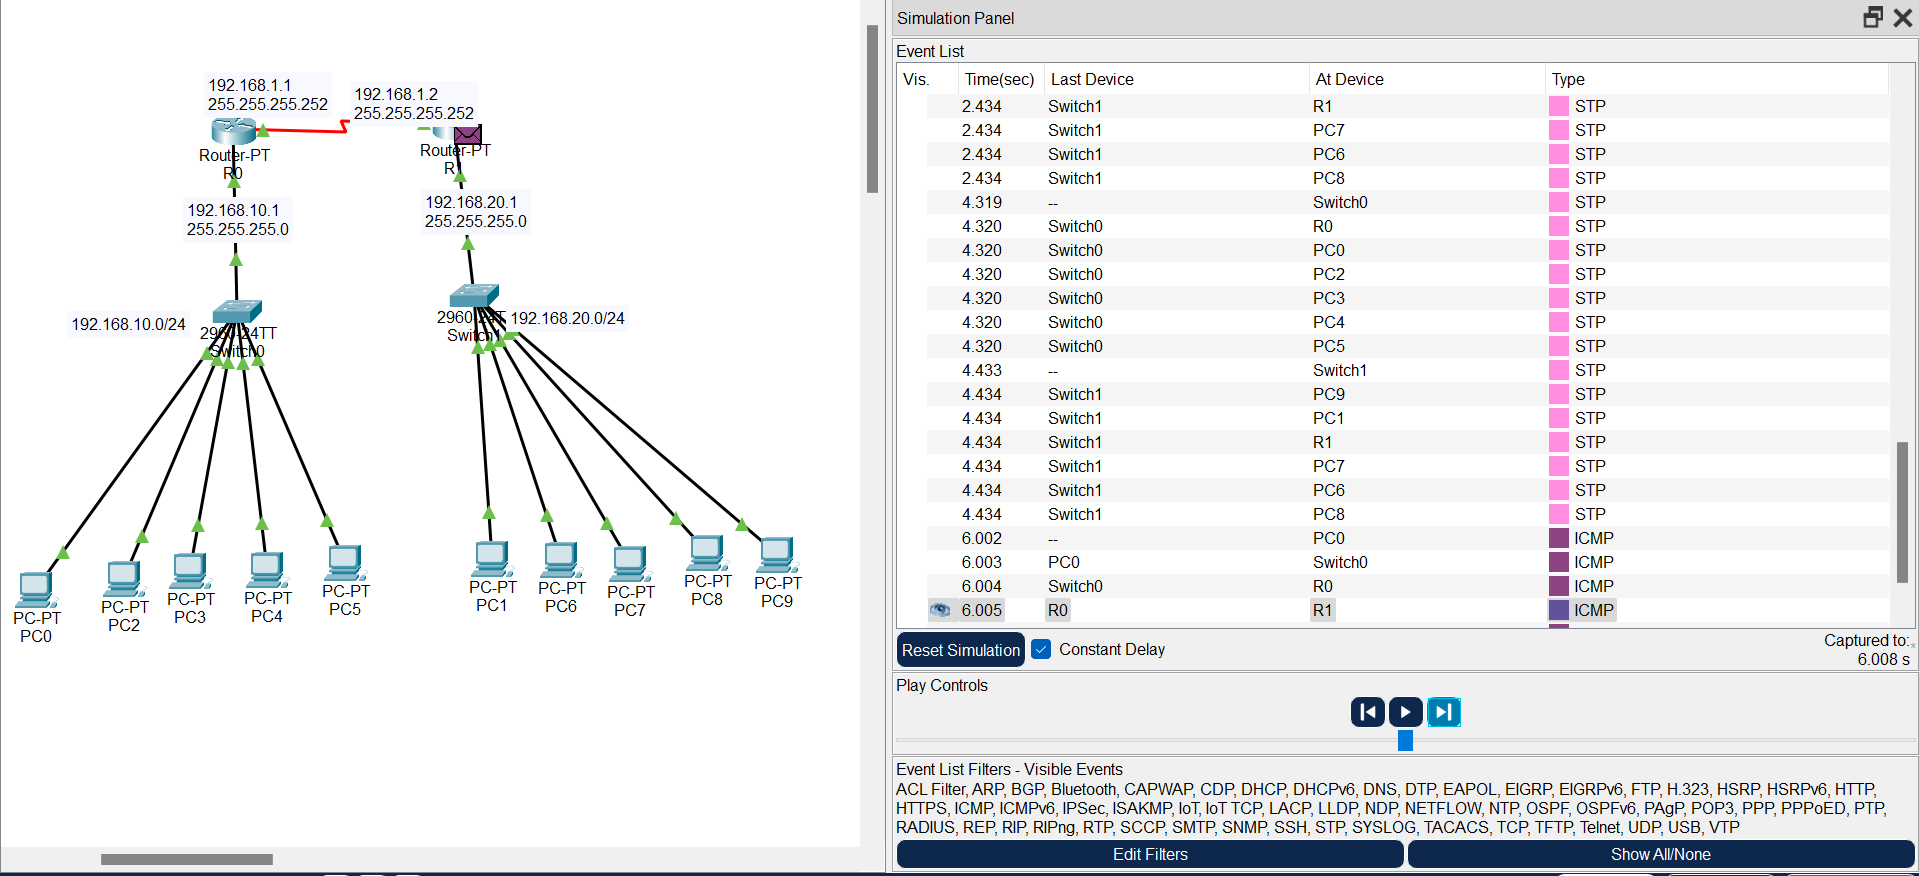 192.168.1.1
255.255.255.252
192.168.1.2
255.255.255.252
Router-PT
R0
Router-PT
192.168.10.1
255.255.255.0
192.168.20.1
255.255.255.0
192.168.10.0/24
2960-24TT
Switch0
192.168.20.0/24
PC-PT
PC0
PC-PT
PC2
PC-PT
PC3
PC-PT
PC4
PC-PT
PC5
PC-PT
PC1
PC-PT
PC6
PC-PT
PC7
PC-PT
PC8
PC-PT
PC9
Simulation Panel
Event List
Vis. Time(sec) Last Device At Device Type
2.434 Switch1 R1 STP
2.434 Switch1 PC7 STP
2.434 Switch1 PC6 STP
2.434 Switch1 PC8 STP
4.319 -- Switch0 STP
4.320 Switch0 R0 STP
4.320 Switch0 PC0 STP
4.320 Switch0 PC2 STP
4.320 Switch0 PC3 STP
4.320 Switch0 PC4 STP
4.320 Switch0 PC5 STP
4.433 -- Switch1 STP
4.434 Switch1 PC9 STP
4.434 Switch1 PC1 STP
4.434 Switch1 R1 STP
4.434 Switch1 PC7 STP
4.434 Switch1 PC6 STP
4.434 Switch1 PC8 STP
6.002 -- PC0 ICMP
6.003 PC0 Switch0 ICMP
6.004 Switch0 R0 ICMP
6.005 R0 R1 ICMP
Reset Simulation Constant Delay
Captured to:
6.008 s
Play Controls
Event List Filters - Visible Events
ACL Filter, ARP, BGP, Bluetooth, CAPWAP, CDP, DHCP, DHCPv6, DNS, DTP, EAPOL, EIGRP, EIGRPv6, FTP, H.323, HSRP, HSRPv6, HTTP,
HTTPS, ICMP, ICMPv6, IPSec, ISAKMP, IoT, IoT TCP, LACP, LLDP, NDP, NETFLOW, NTP, OSPF, OSPFv6, PAgP, POP3, PPP, PPPoED, PTP,
RADIUS, REP, RIP, RIPng, RTP, SCCP, SMTP, SNMP, SSH, STP, SYSLOG, TACACS, TCP, TFTP, Telnet, UDP, USB, VTP
Edit Filters Show All/None